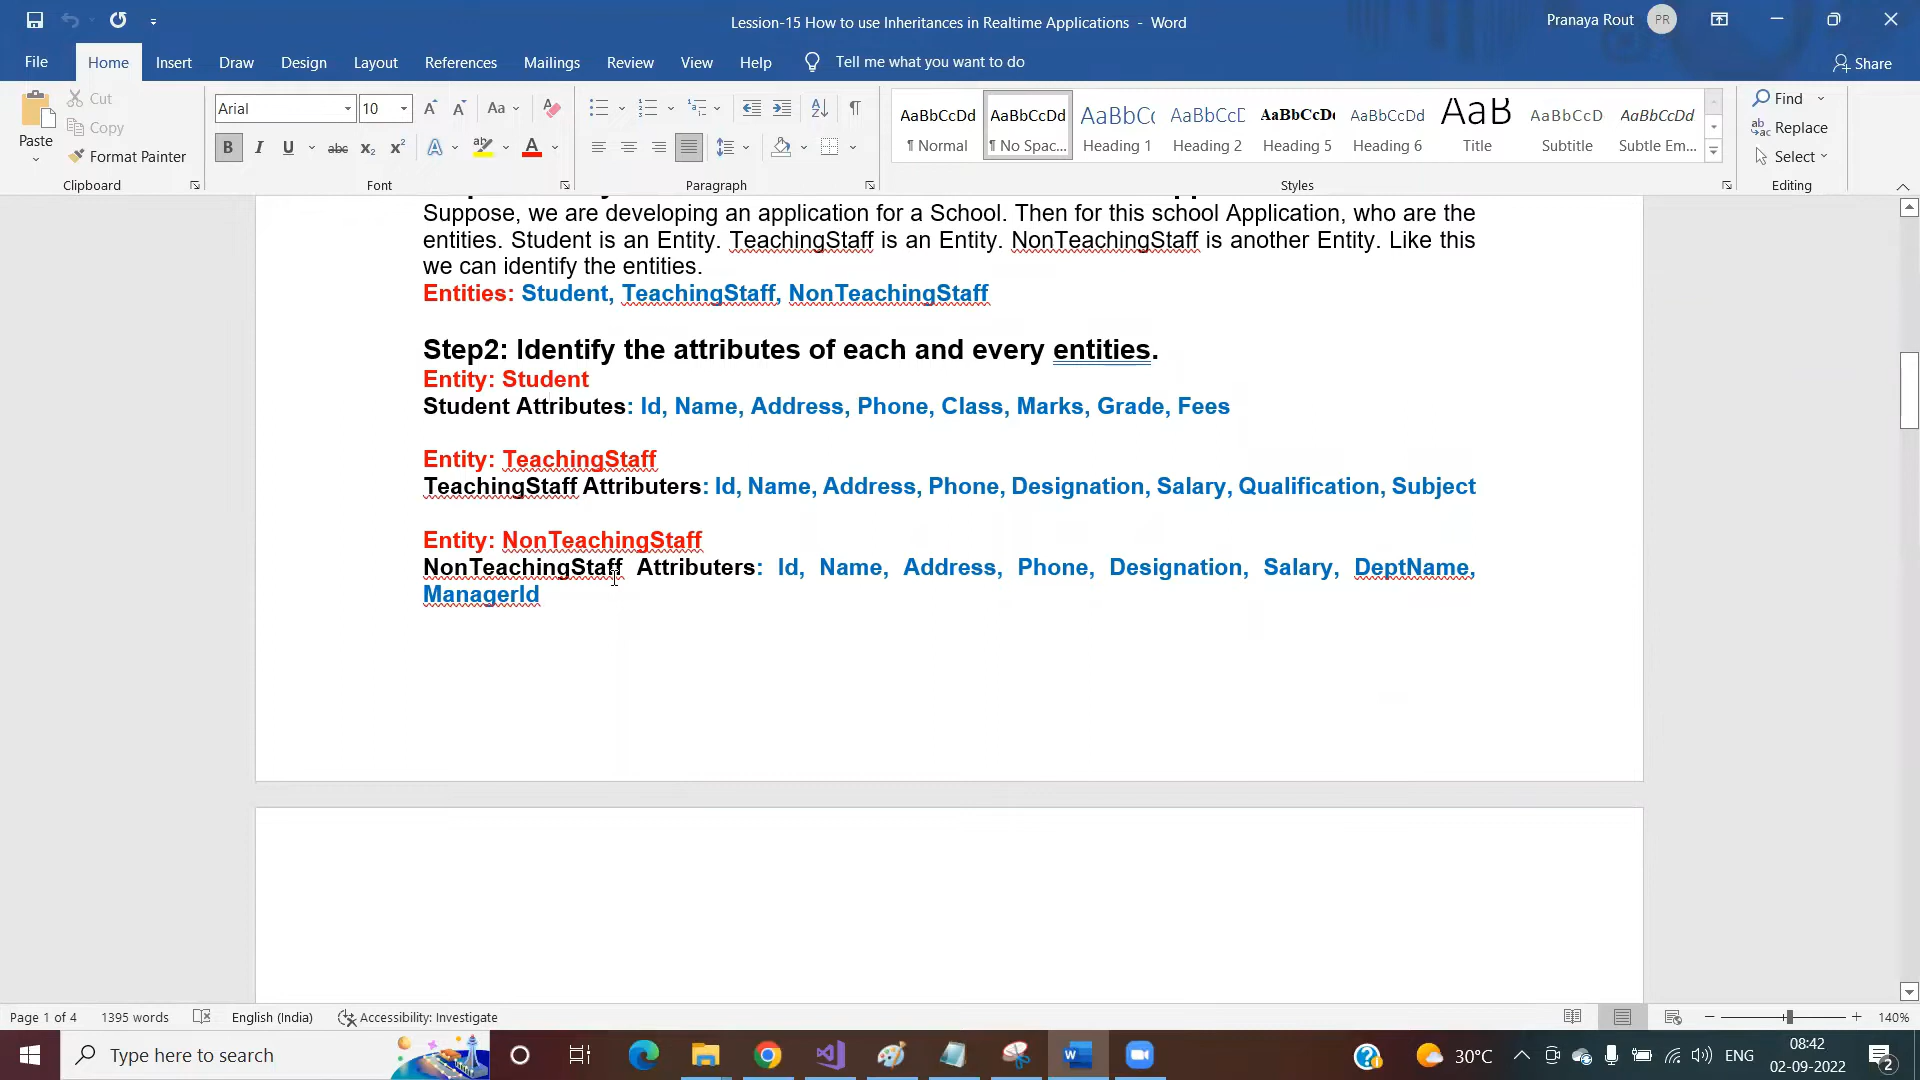 Lession-15 How to use Inheritances in Realtime Applications - Word
Pranaya Rout PR
File Home Insert Draw Design Layout References Mailings Review View Help Tell me what you want to do Share
Paste
Cut
Copy
Format Painter
Clipboard
Arial 10
Font
Paragraph
AaBbCcDd AaBbCcDd AaBbCc AaBbCcD AaBbCcDc AaBbCcDd AaB AaBbCcD AaBbCcDd
¶ Normal ¶ No Spac... Heading 1 Heading 2 Heading 5 Heading 6 Title Subtitle Subtle Em...
Styles
Find
Replace
Select
Editing
Suppose, we are developing an application for a School. Then for this school Application, who are the
entities. Student is an Entity. TeachingStaff is an Entity. NonTeachingStaff is another Entity. Like this
we can identify the entities.
Entities: Student, TeachingStaff, NonTeachingStaff
Step2: Identify the attributes of each and every entities.
Entity: Student
Student Attributes: Id, Name, Address, Phone, Class, Marks, Grade, Fees
Entity: TeachingStaff
TeachingStaff Attributers: Id, Name, Address, Phone, Designation, Salary, Qualification, Subject
Entity: NonTeachingStaff
NonTeachingStaff Attributers: Id, Name, Address, Phone, Designation, Salary, DeptName,
ManagerId
Page 1 of 4 1395 words English (India) Accessibility: Investigate 140%
Type here to search
30°C ENG
08:42
02-09-2022
2